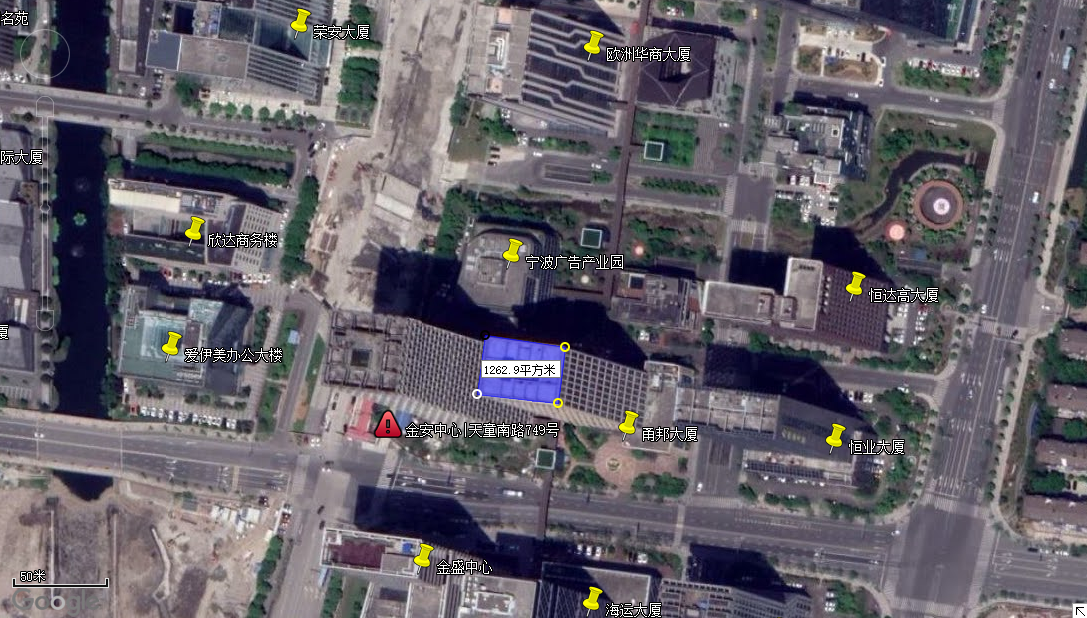 名苑
荣安大厦
欧洲华商大厦
际大厦
欣达商务楼
宁波广告产业园
恒达高大厦
厦
爱伊美办公大楼
1262.9平方米
金安中心|天童南路749号
甬邦大厦
恒业大厦
金盛中心
50米
Google
海运大厦